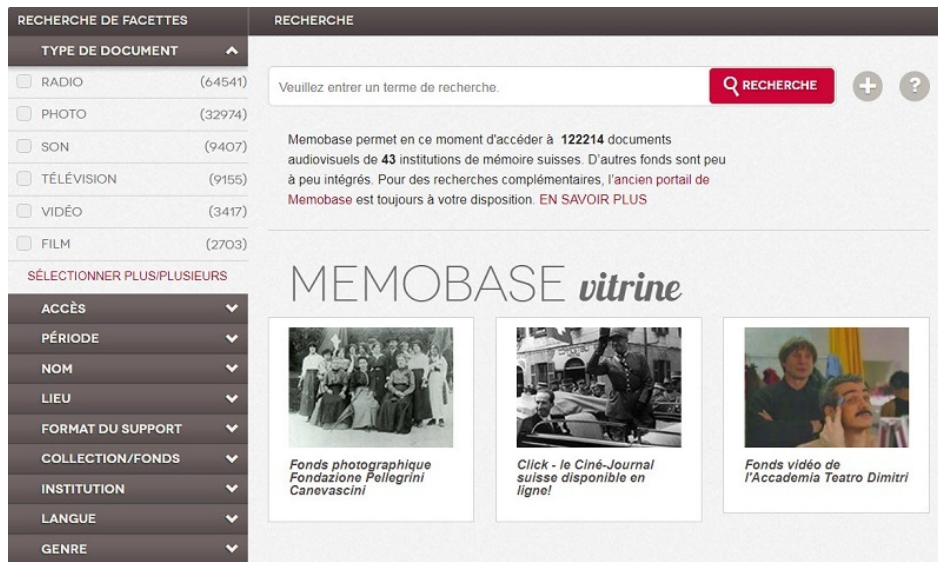 RECHERCHE DE FACETTES
TYPE DE DOCUMENT
RADIO (64541)
PHOTO (32974)
SON (9407)
TÉLÉVISION (9155)
VIDÉO (3417)
FILM (2703)
SÉLECTIONNER PLUS/PLUSIEURS
ACCÈS
PÉRIODE
NOM
LIEU
FORMAT DU SUPPORT
COLLECTION/FONDS
INSTITUTION
LANGUE
GENRE
RECHERCHE
Veuillez entrer un terme de recherche.
RECHERCHE
+
?
Memobase permet en ce moment d'accéder à 122214 documents
audiovisuels de 43 institutions de mémoire suisses. D'autres fonds sont peu
à peu intégrés. Pour des recherches complémentaires, l'ancien portail de
Memobase est toujours à votre disposition. EN SAVOIR PLUS
MEMOBASE vitrine
Fonds photographique
Fondazione Pellegrini
Canevascini
Click - le Ciné-Journal
suisse disponible en
ligne!
Fonds vidéo de
l'Accademia Teatro Dimitri